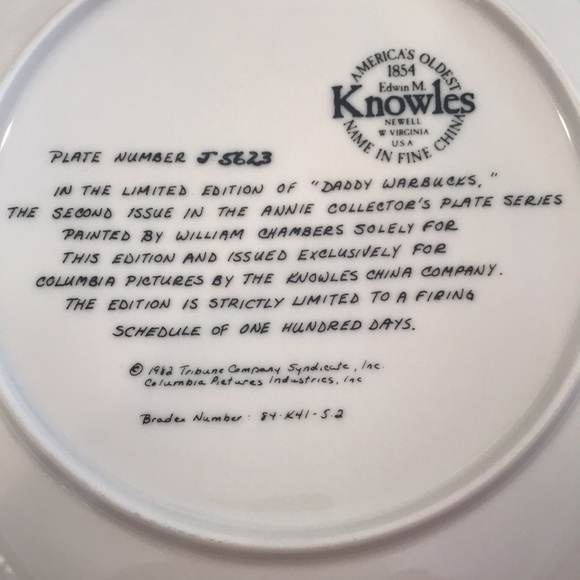 AMERICA'S OLDEST
1854
Edwin M.
Knowles
NEWELL
W VIRGINIA
USA
NAME IN FINE CHINA
PLATE NUMBER J5623
IN THE LIMITED EDITION OF "DADDY WARBUCKS,"
THE SECOND ISSUE IN THE ANNIE COLLECTOR'S PLATE SERIES
PAINTED BY WILLIAM CHAMBERS SOLELY FOR
THIS EDITION AND ISSUED EXCLUSIVELY FOR
COLUMBIA PICTURES BY THE KNOWLES CHINA COMPANY.
THE EDITION IS STRICTLY LIMITED TO A FIRING
SCHEDULE OF ONE HUNDRED DAYS.
© 1982 Tribune Company Syndicate, Inc.
Columbia Pictures Industries, Inc
Bradex Number: 84-K41-5.2